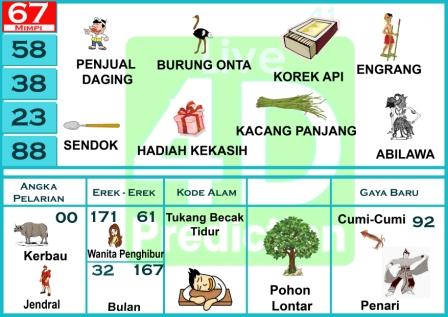 67
MIMPI
58
38
23
88
PENJUAL
DAGING
BURUNG ONTA
KOREK API
ENGRANG
SENDOK
HADIAH KEKASIH
KACANG PANJANG
ABILAWA
Live
4D
Prediction
ANGKA
PELARIAN
EREK - EREK
KODE ALAM
GAYA BARU
00
Kerbau
Jendral
171 61
Wanita Penghibur
32 167
Bulan
Tukang Becak
Tidur
Pohon
Lontar
Cumi-Cumi 92
Penari